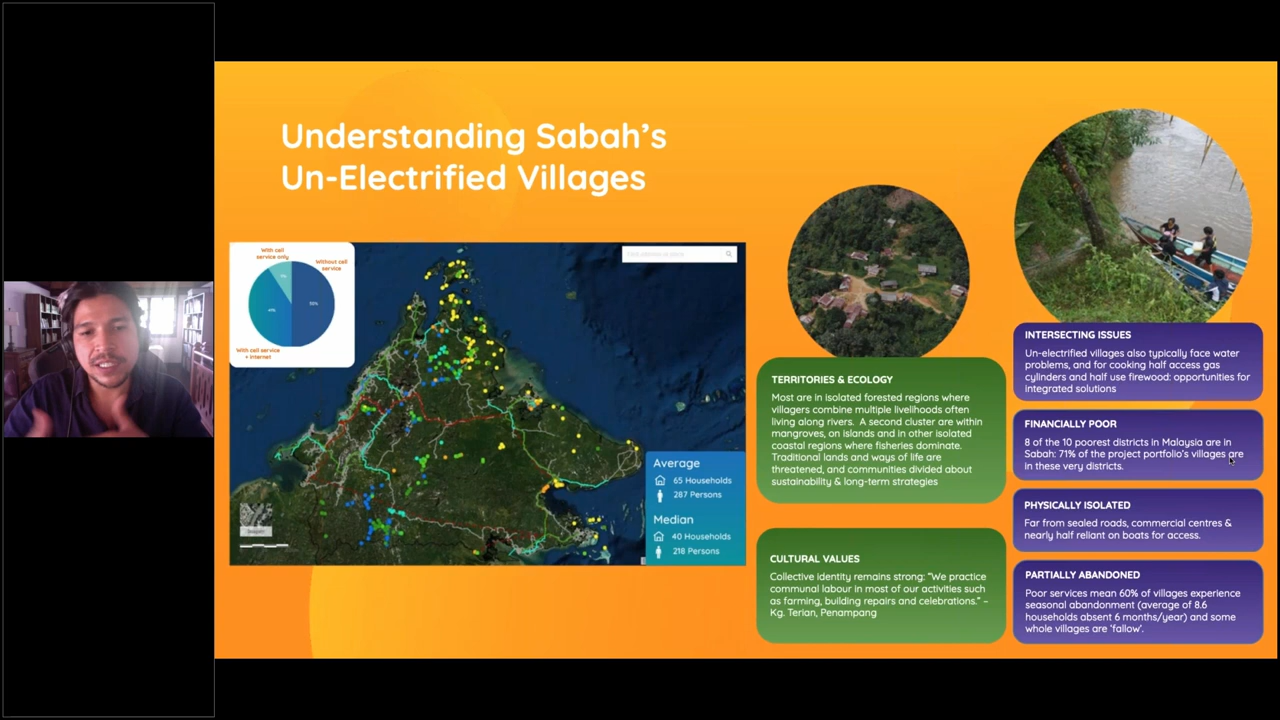 Understanding Sabah's
Un-Electrified Villages
With cell
service only
Without cell
service
50%
With cell service
+ internet
Average
65 Households
287 Persons
Median
40 Households
218 Persons
TERRITORIES & ECOLOGY
Most are in isolated forested regions where
villagers combine multiple livelihoods often
living along rivers. A second cluster are within
mangroves, on islands and in other isolated
coastal regions where fisheries dominate.
Traditional lands and ways of life are
threatened, and communities divided about
sustainability & long-term strategies
CULTURAL VALUES
Collective identity remains strong: “We practice
communal labour in most of our activities such
as farming, building repairs and celebrations.” –
Kg. Terian, Penampang
INTERSECTING ISSUES
Un-electrified villages also typically face water
problems, and for cooking half access gas
cylinders and half use firewood: opportunities for
integrated solutions
FINANCIALLY POOR
8 of the 10 poorest districts in Malaysia are in
Sabah: 71% of the project portfolio's villages are
in these very districts.
PHYSICALLY ISOLATED
Far from sealed roads, commercial centres &
nearly half reliant on boats for access.
PARTIALLY ABANDONED
Poor services mean 60% of villages experience
seasonal abandonment (average of 8.6
households absent 6 months/year) and some
whole villages are ‘fallow’.